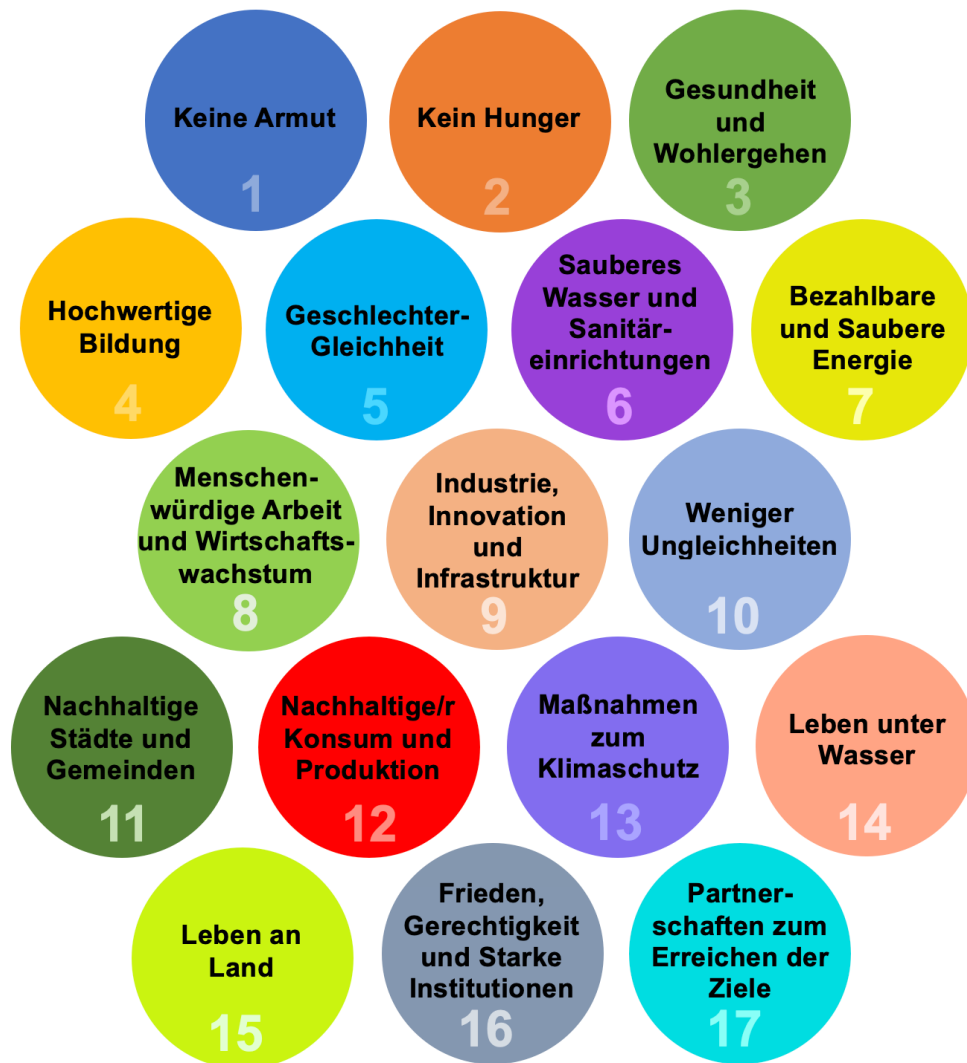 Keine Armut
1
Kein Hunger
2
Gesundheit
und
Wohlergehen
3
Hochwertige
Bildung
4
Geschlechter-
Gleichheit
5
Sauberes
Wasser und
Sanitär-
einrichtungen
6
Bezahlbare
und Saubere
Energie
7
Menschen-
würdige Arbeit
und Wirtschafts-
wachstum
8
Industrie,
Innovation
und
Infrastruktur
9
Weniger
Ungleichheiten
10
Nachhaltige
Städte und
Gemeinden
11
Nachhaltige/r
Konsum und
Produktion
12
Maßnahmen
zum
Klimaschutz
13
Leben unter
Wasser
14
Leben an
Land
15
Frieden,
Gerechtigkeit
und Starke
Institutionen
16
Partner-
schaften zum
Erreichen der
Ziele
17